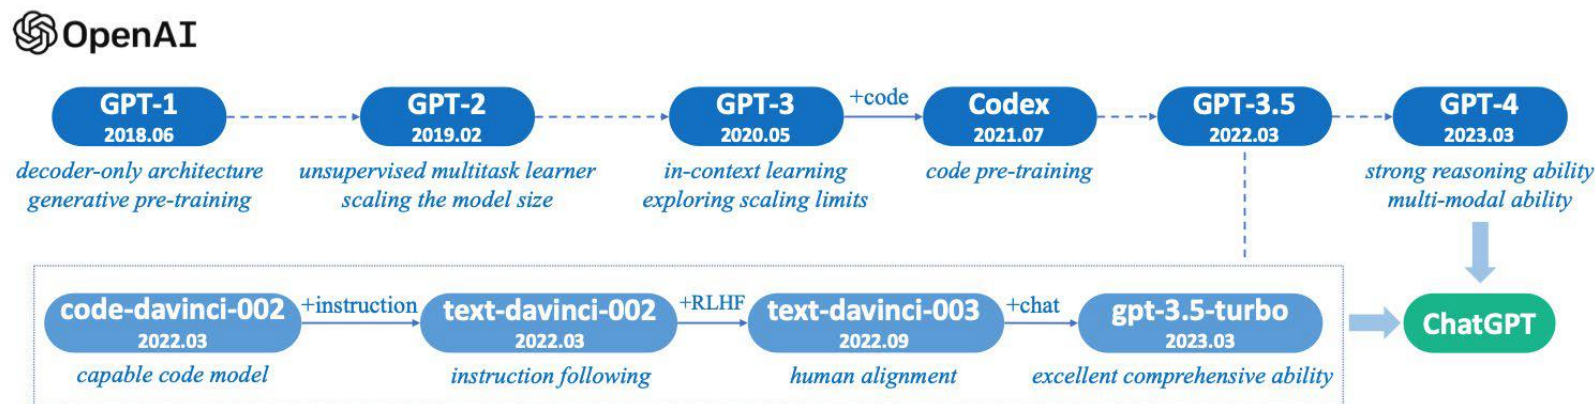 OpenAI
GPT-1
2018.06
decoder-only architecture
generative pre-training
GPT-2
2019.02
unsupervised multitask learner
scaling the model size
GPT-3
2020.05
in-context learning
exploring scaling limits
+code
Codex
2021.07
code pre-training
GPT-3.5
2022.03
GPT-4
2023.03
strong reasoning ability
multi-modal ability
code-davinci-002
2022.03
capable code model
+instruction
text-davinci-002
2022.03
instruction following
+RLHF
text-davinci-003
2022.09
human alignment
+chat
gpt-3.5-turbo
2023.03
excellent comprehensive ability
ChatGPT